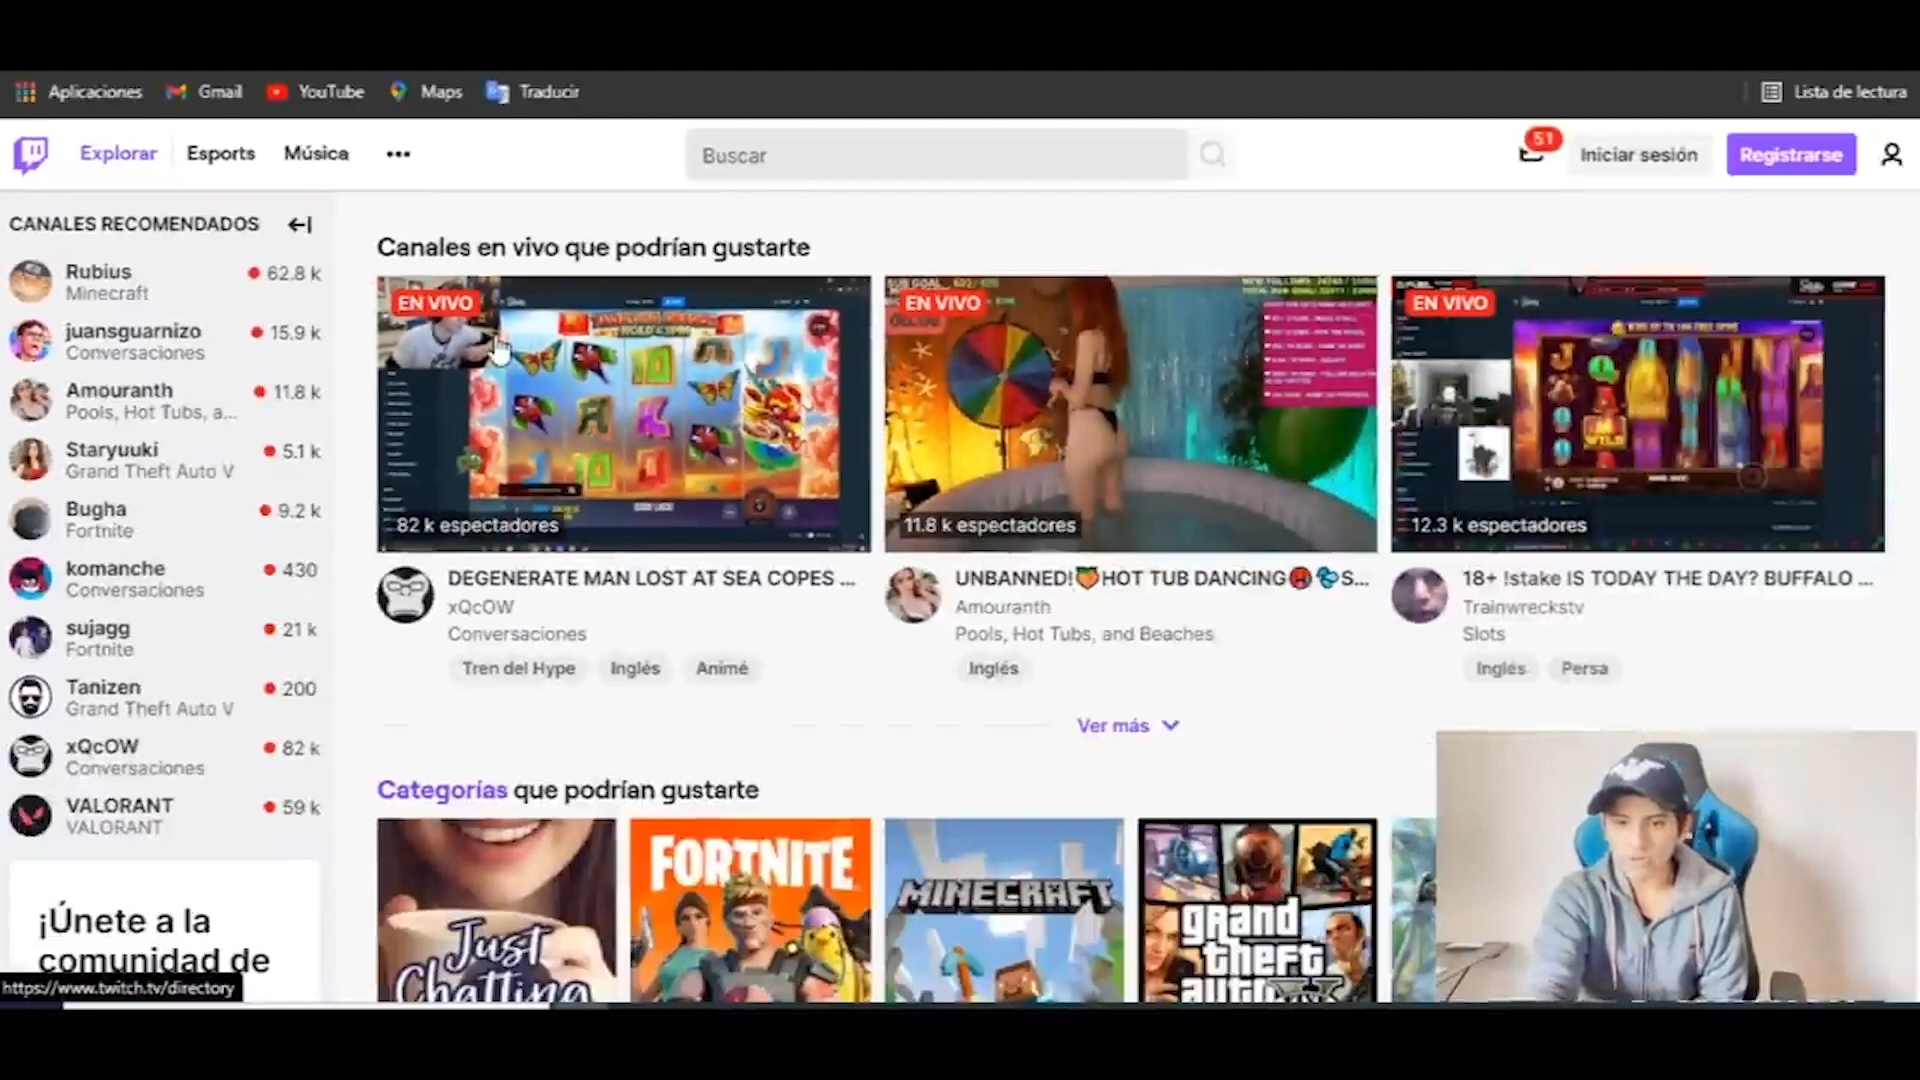 Aplicaciones
Gmail
YouTube
Maps
Traducir
Lista de lectura
Explorar
Esports
Música
•••
Buscar
51
Iniciar sesión
Registrarse
CANALES RECOMENDADOS
Rubius
62.8 k
Minecraft
juansguarnizo
15.9 k
Conversaciones
Amouranth
11.8 k
Pools, Hot Tubs, a...
Staryuuki
5.1 k
Grand Theft Auto V
Bugha
9.2 k
Fortnite
komanche
430
Conversaciones
sujagg
21 k
Fortnite
Tanizen
200
Grand Theft Auto V
xQcOW
82 k
Conversaciones
VALORANT
59 k
VALORANT
¡Únete a la
comunidad de
https://www.twitch.tv/directory
Canales en vivo que podrían gustarte
EN VIVO
82 k espectadores
DEGENERATE MAN LOST AT SEA COPES ...
xQcOW
Conversaciones
Tren del Hype
Inglés
Animé
EN VIVO
SUB GOAL
11.8 k espectadores
UNBANNED!🍑HOT TUB DANCING🥵💦S...
Amouranth
Pools, Hot Tubs, and Beaches
Inglés
EN VIVO
WILD
12.3 k espectadores
18+ !stake IS TODAY THE DAY? BUFFALO ...
Trainwreckstv
Slots
Inglés
Persa
Ver más
Categorías que podrían gustarte
Just
Chatting
FORTNITE
MINECRAFT
grand
theft
auto